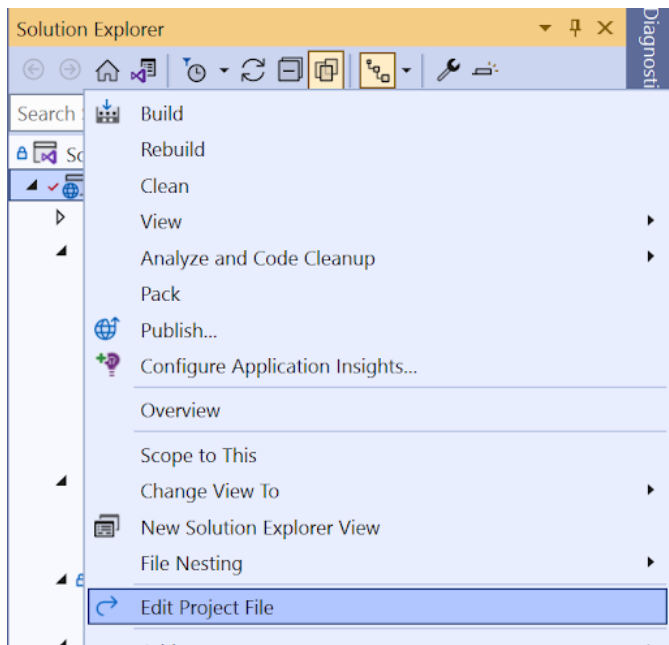 Solution Explorer
Diagnosti
Search
Build
Rebuild
Clean
View
Analyze and Code Cleanup
Pack
Publish...
Configure Application Insights...
Overview
Scope to This
Change View To
New Solution Explorer View
File Nesting
Edit Project File